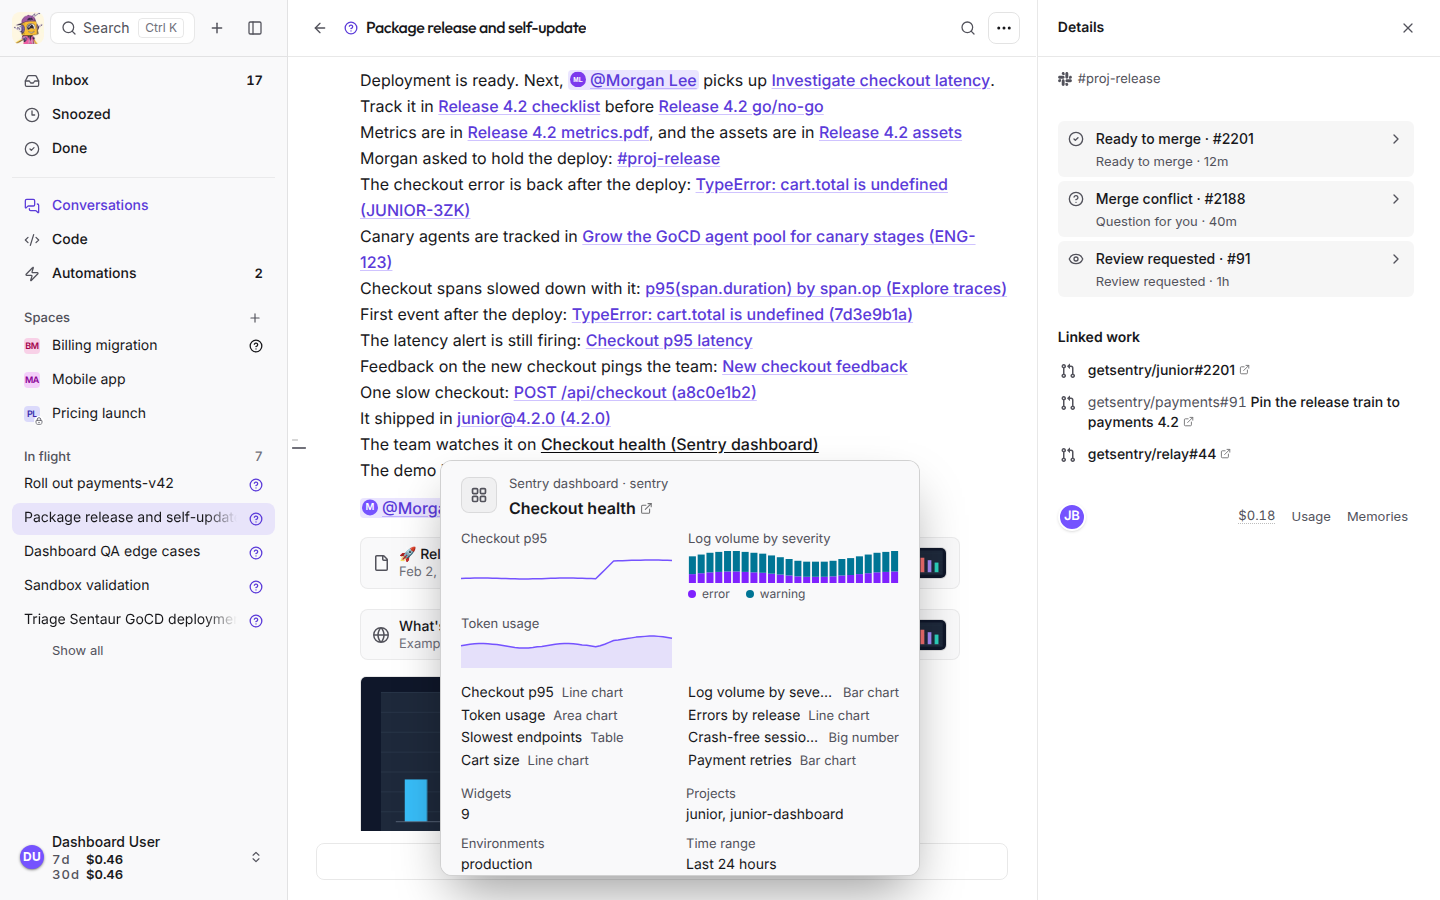 Search Ctrl K
Inbox 17
Snoozed
Done
Conversations
Code
Automations 2
Spaces
BM Billing migration
MA Mobile app
PL Pricing launch
In flight 7
Roll out payments-v42
Package release and self-update
Dashboard QA edge cases
Sandbox validation
Triage Sentaur GoCD deployme
Show all
DU Dashboard User
7d $0.46
30d $0.46
Package release and self-update
Deployment is ready. Next, ML @Morgan Lee picks up Investigate checkout latency.
Track it in Release 4.2 checklist before Release 4.2 go/no-go
Metrics are in Release 4.2 metrics.pdf, and the assets are in Release 4.2 assets
Morgan asked to hold the deploy: #proj-release
The checkout error is back after the deploy: TypeError: cart.total is undefined
(JUNIOR-3ZK)
Canary agents are tracked in Grow the GoCD agent pool for canary stages (ENG-
123)
Checkout spans slowed down with it: p95(span.duration) by span.op (Explore traces)
First event after the deploy: TypeError: cart.total is undefined (7d3e9b1a)
The latency alert is still firing: Checkout p95 latency
Feedback on the new checkout pings the team: New checkout feedback
One slow checkout: POST /api/checkout (a8c0e1b2)
It shipped in junior@4.2.0 (4.2.0)
The team watches it on Checkout health (Sentry dashboard)
The demo
M @Morga
🚀 Rel
Feb 2,
What's
Examp
Sentry dashboard · sentry
Checkout health
Checkout p95
Log volume by severity
error warning
Token usage
Checkout p95 Line chart
Log volume by seve... Bar chart
Token usage Area chart
Errors by release Line chart
Slowest endpoints Table
Crash-free sessio... Big number
Cart size Line chart
Payment retries Bar chart
Widgets
9
Projects
junior, junior-dashboard
Environments
production
Time range
Last 24 hours
Details
#proj-release
Ready to merge · #2201
Ready to merge · 12m
Merge conflict · #2188
Question for you · 40m
Review requested · #91
Review requested · 1h
Linked work
getsentry/junior#2201
getsentry/payments#91 Pin the release train to
payments 4.2
getsentry/relay#44
JB $0.18 Usage Memories